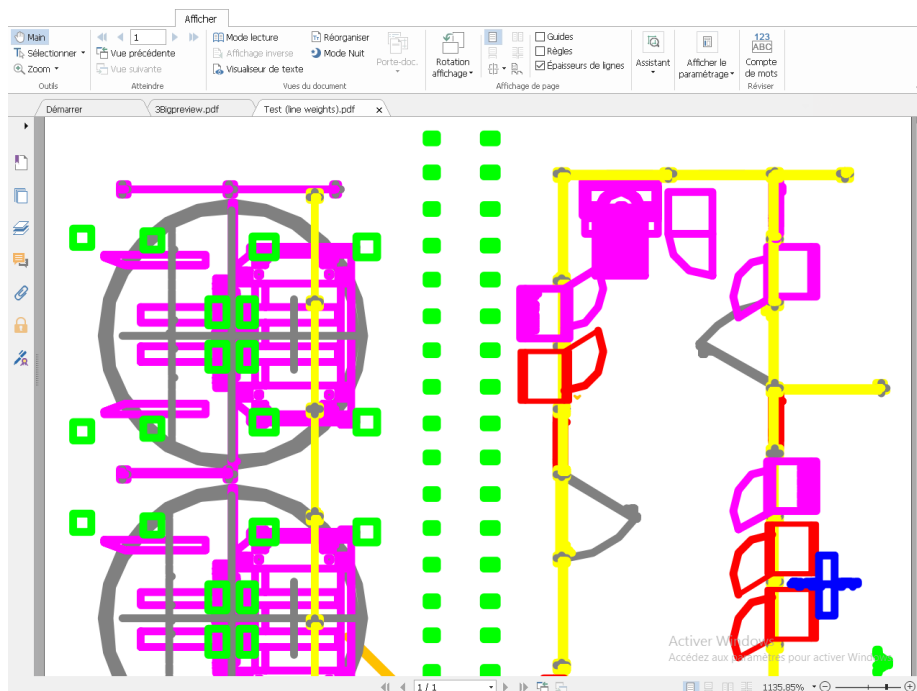 Afficher
Main
Sélectionner
Zoom
Outils
1
Vue précédente
Vue suivante
Atteindre
Mode lecture
Affichage inverse
Visualiseur de texte
Réorganiser
Mode Nuit
Porte-doc.
Vues du document
Rotation
affichage
Guides
Règles
Épaisseurs de lignes
Affichage de page
Assistant
Afficher le
paramétrage
123
ABC
Compte
de mots
Réviser
Démarrer
3Bigpreview.pdf
Test (line weights).pdf
Activer Windows
Accédez aux paramètres pour activer Wind
1 / 1
1135.85%